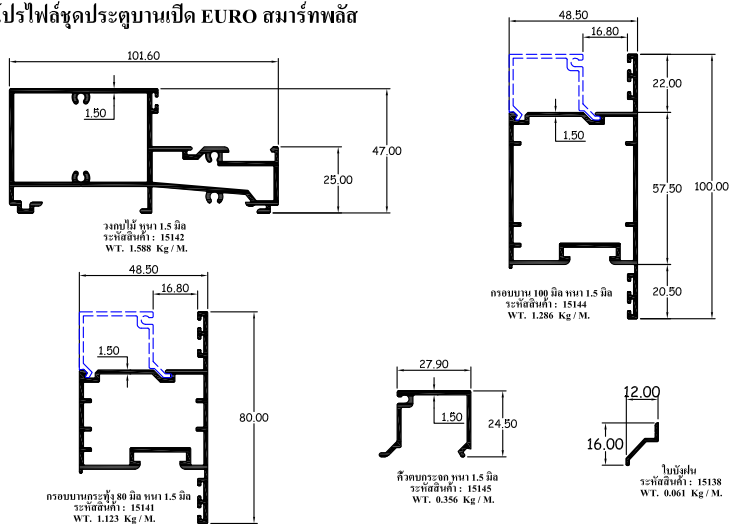 โปรไฟล์ชุดประตูบานเปิด EURO สมาร์ทพลัส
101.60
1.50
47.00
25.00
วงกบไม้ หนา 1.5 มิล
รหัสสินค้า : 15142
WT. 1.588 Kg / M.
48.50
16.80
22.00
1.50
57.50
100.00
20.50
กรอบบาน 100 มิล หนา 1.5 มิล
รหัสสินค้า : 15144
WT. 1.286 Kg / M.
48.50
16.80
1.50
80.00
กรอบบานกระทุ้ง 80 มิล หนา 1.5 มิล
รหัสสินค้า : 15141
WT. 1.123 Kg / M.
27.90
1.50
24.50
คิ้วตบกระจก หนา 1.5 มิล
รหัสสินค้า : 15145
WT. 0.356 Kg / M.
12.00
16.00
ใบบังฝน
รหัสสินค้า : 15138
WT. 0.061 Kg / M.